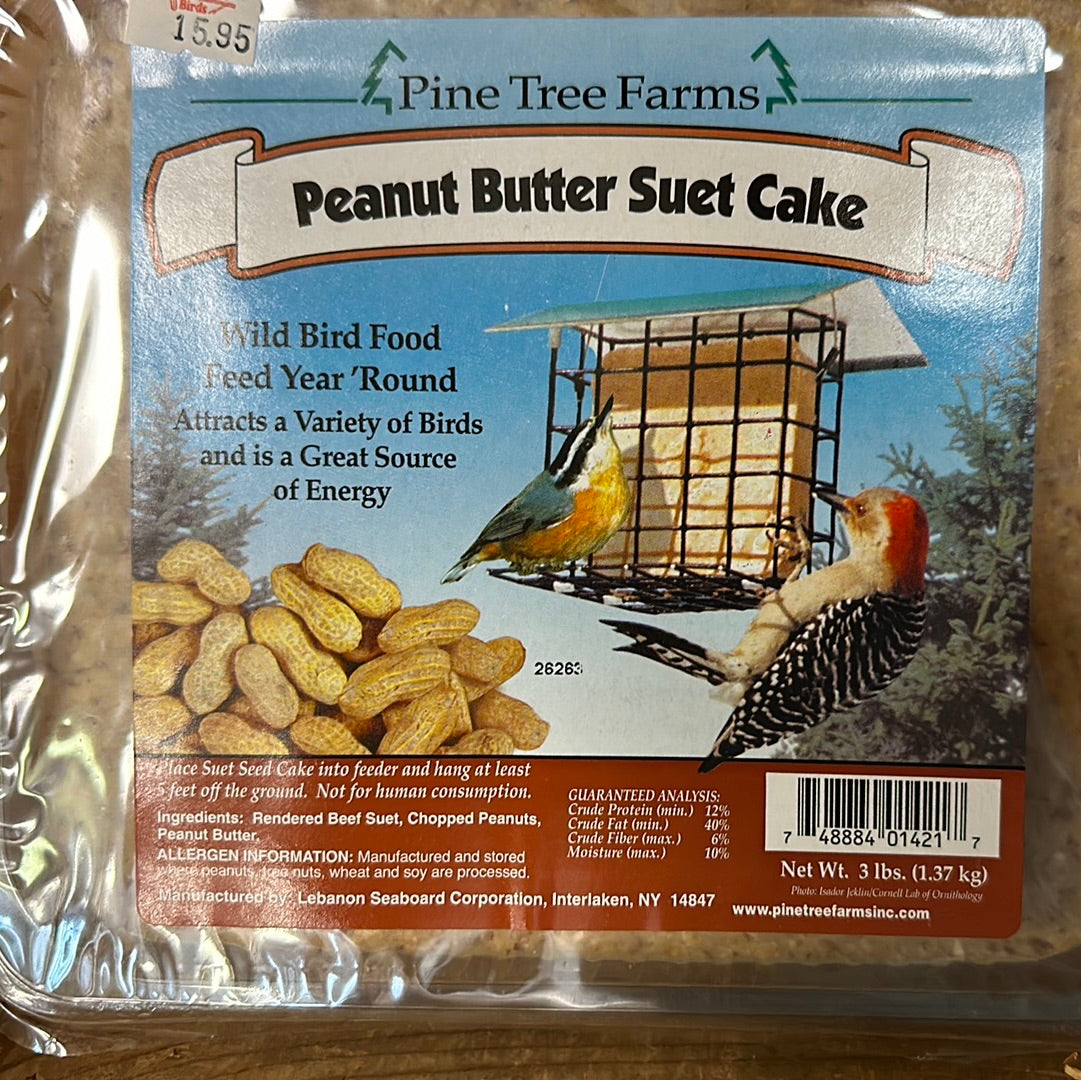 Birds
15.95
Pine Tree Farms
Peanut Butter Suet Cake
Wild Bird Food
Feed Year 'Round
Attracts a Variety of Birds
and is a Great Source
of Energy
26263
Place Suet Seed Cake into feeder and hang at least
5 feet off the ground. Not for human consumption.
Ingredients: Rendered Beef Suet, Chopped Peanuts,
Peanut Butter.
ALLERGEN INFORMATION: Manufactured and stored
where peanuts, tree nuts, wheat and soy are processed.
Manufactured by: Lebanon Seaboard Corporation, Interlaken, NY 14847
GUARANTEED ANALYSIS:
Crude Protein (min.) 12%
Crude Fat (min.) 40%
Crude Fiber (max.) 6%
Moisture (max.) 10%
7 48884 01421 7
Net Wt. 3 lbs. (1.37 kg)
Photo: Isador Jeklin/Cornell Lab of Ornithology
www.pinetreefarmsinc.com